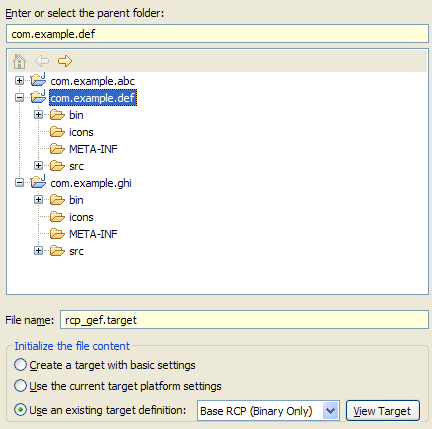 Enter or select the parent folder:
com.example.def
com.example.abc
com.example.def
bin
icons
META-INF
src
com.example.ghi
bin
icons
META-INF
src
File name: rcp_gef.target
Initialize the file content
Create a target with basic settings
Use the current target platform settings
Use an existing target definition: Base RCP (Binary Only) View Target